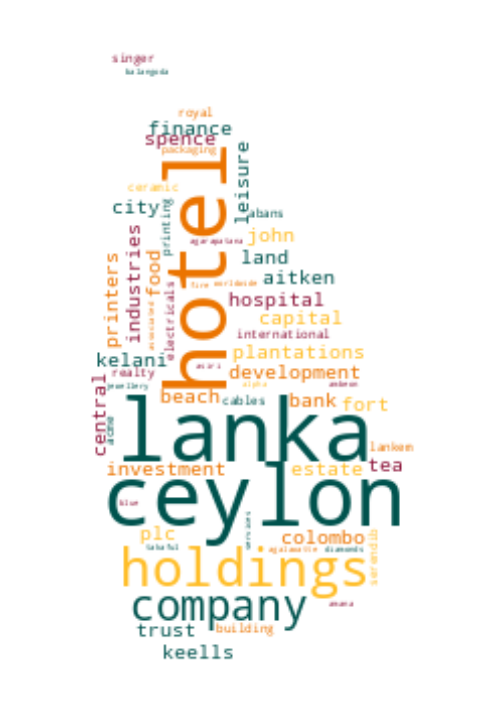 singer
balangoda
royal
finance
spence
packaging
hotel
leisure
ceramic
city
printing
abans
john
agarapatana
industries
land
printers
food
aitken
fire
worldwide
electricals
hospital
associated
capital
international
kelani
plantations
asiri
realty
development
jewellery
alpha
ambeon
beach
cables
bank
fort
central
acme
lanka
lankem
investment
estate
tea
ceylon
blue
services
plc
colombo
serendib
takaful
agalawatte
diamonds
holdings
company
amana
trust
building
keells